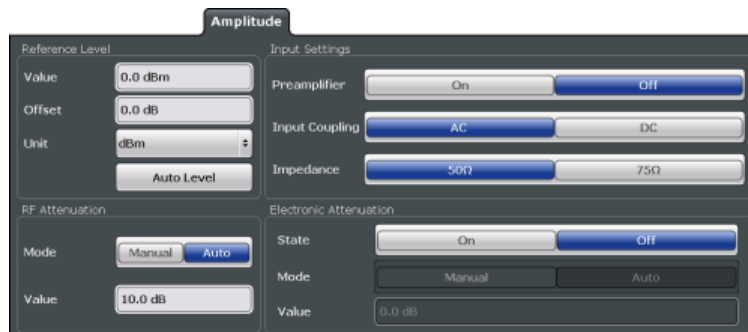 Amplitude
Reference Level
Value 0.0 dBm
Offset 0.0 dB
Unit dBm
Auto Level
Input Settings
Preamplifier On Off
Input Coupling AC DC
Impedance 50Ω 75Ω
RF Attenuation
Mode Manual Auto
Value 10.0 dB
Electronic Attenuation
State On Off
Mode Manual Auto
Value 0.0 dB